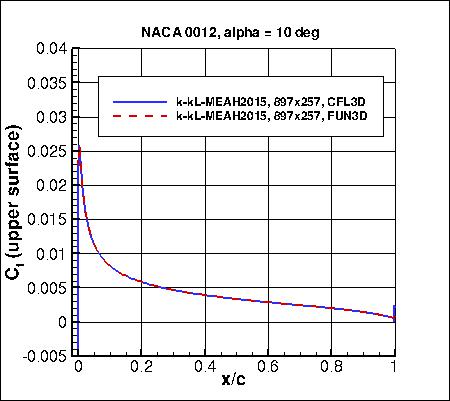 NACA 0012, alpha = 10 deg
0.04
0.035
0.03
0.025
0.02
0.015
0.01
0.005
0
-0.005
Cf (upper surface)
k-kL-MEAH2015, 897x257, CFL3D
k-kL-MEAH2015, 897x257, FUN3D
0 0.2 0.4 0.6 0.8 1
x/c